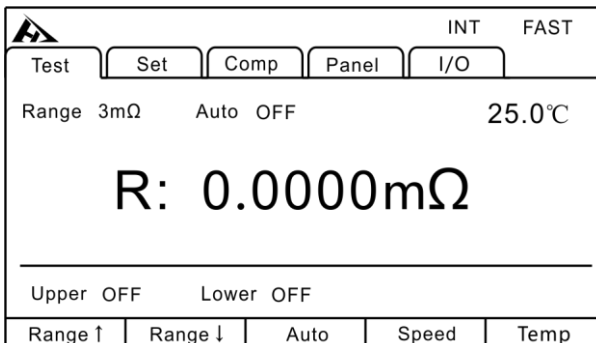 INT FAST
Test Set Comp Panel I/O
Range 3mΩ Auto OFF 25.0℃
R: 0.0000mΩ
Upper OFF Lower OFF
Range↑ Range↓ Auto Speed Temp